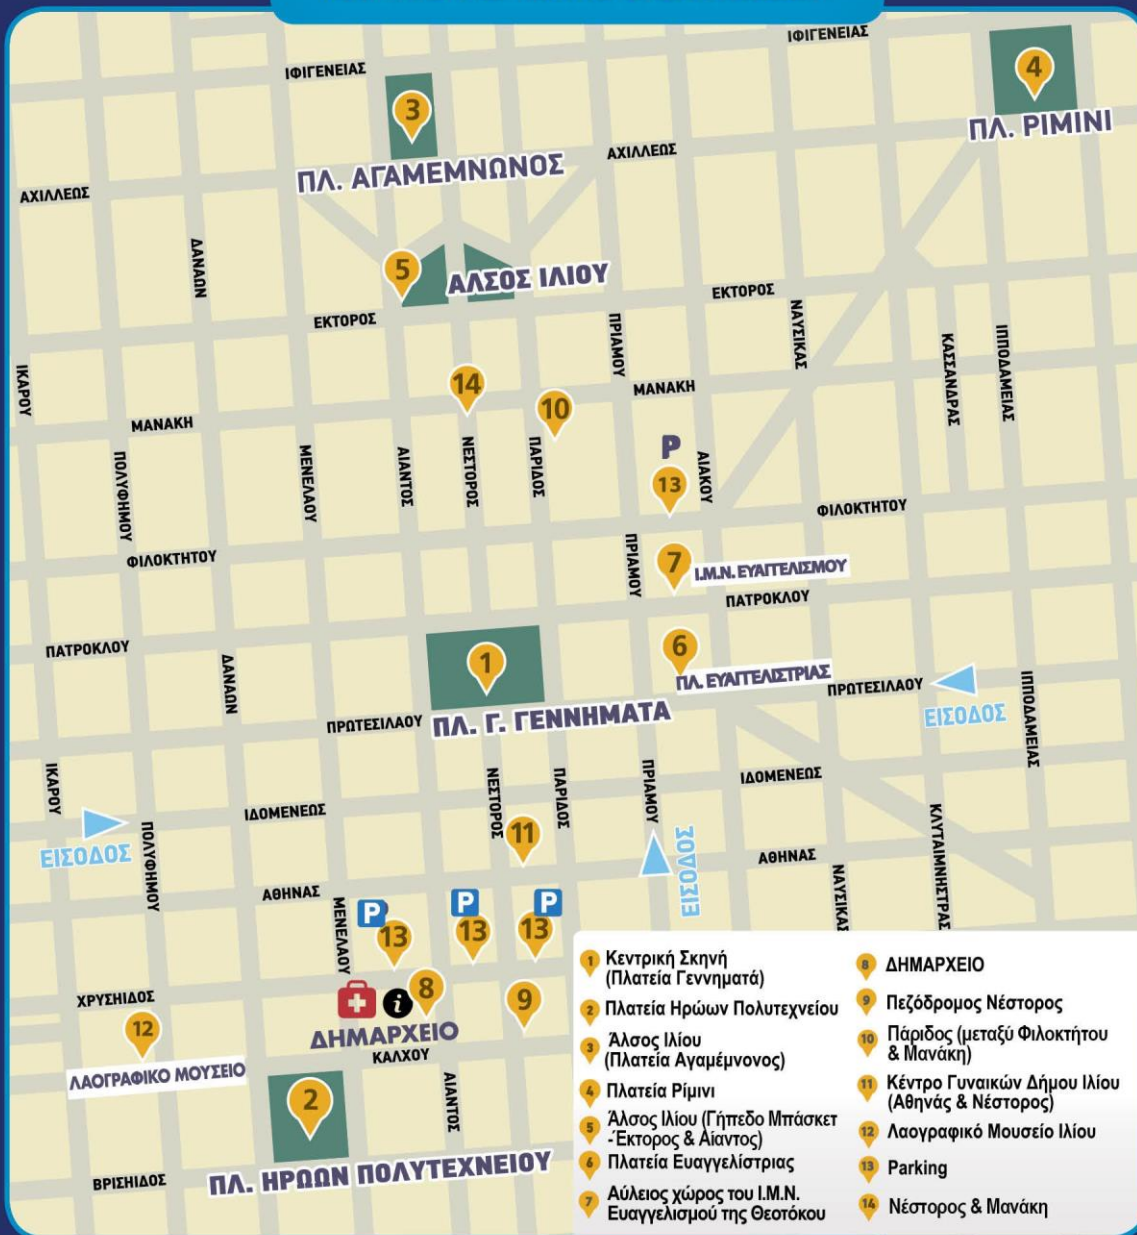 ΙΦΙΓΕΝΕΙΑΣ
ΙΦΙΓΕΝΕΙΑΣ
3
4
ΠΛ. ΡΙΜΙΝΙ
ΠΛ. ΑΓΑΜΕΜΝΩΝΟΣ
ΑΧΙΛΛΕΩΣ
ΑΧΙΛΛΕΩΣ
ΔΑΝΑΩΝ
5
ΑΛΣΟΣ ΙΛΙΟΥ
ΕΚΤΟΡΟΣ
ΕΚΤΟΡΟΣ
ΠΡΙΑΜΟΥ
ΝΑΥΣΙΚΑΣ
ΚΑΣΣΑΝΔΡΑΣ
ΙΠΠΟΔΑΜΕΙΑΣ
ΙΚΑΡΟΥ
14
10
ΜΑΝΑΚΗ
ΜΑΝΑΚΗ
ΠΟΛΥΦΗΜΟΥ
ΜΕΝΕΛΑΟΥ
ΑΙΑΝΤΟΣ
ΝΕΣΤΟΡΟΣ
ΠΑΡΙΔΟΣ
P
13
ΑΙΑΚΟΥ
ΦΙΛΟΚΤΗΤΟΥ
ΦΙΛΟΚΤΗΤΟΥ
ΠΡΙΑΜΟΥ
7
Ι.Μ.Ν. ΕΥΑΓΓΕΛΙΣΜΟΥ
ΠΑΤΡΟΚΛΟΥ
ΠΑΤΡΟΚΛΟΥ
ΔΑΝΑΩΝ
1
6
ΠΛ. ΕΥΑΓΓΕΛΙΣΤΡΙΑΣ
ΠΡΩΤΕΣΙΛΑΟΥ
ΕΙΣΟΔΟΣ
ΙΠΠΟΔΑΜΕΙΑΣ
ΠΡΩΤΕΣΙΛΑΟΥ
ΠΛ. Γ. ΓΕΝΝΗΜΑΤΑ
ΙΚΑΡΟΥ
ΝΕΣΤΟΡΟΣ
ΠΑΡΙΔΟΣ
ΠΡΙΑΜΟΥ
ΙΔΟΜΕΝΕΩΣ
ΙΔΟΜΕΝΕΩΣ
ΕΙΣΟΔΟΣ
ΠΟΛΥΦΗΜΟΥ
11
ΕΙΣΟΔΟΣ
ΑΘΗΝΑΣ
ΑΘΗΝΑΣ
ΝΑΥΣΙΚΑΣ
ΚΛΥΤΑΙΜΝΗΣΤΡΑΣ
ΜΕΝΕΛΑΟΥ
P
13
P
13
P
13
ΧΡΥΣΗΙΔΟΣ
i
8
9
12
ΔΗΜΑΡΧΕΙΟ
ΚΑΛΧΟΥ
ΛΑΟΓΡΑΦΙΚΟ ΜΟΥΣΕΙΟ
2
ΑΙΑΝΤΟΣ
ΒΡΙΣΗΙΔΟΣ
ΠΛ. ΗΡΩΩΝ ΠΟΛΥΤΕΧΝΕΙΟΥ
1 Κεντρική Σκηνή
(Πλατεία Γεννηματά)
2 Πλατεία Ηρώων Πολυτεχνείου
3 Άλσος Ιλίου
(Πλατεία Αγαμέμνονος)
4 Πλατεία Ρίμινι
5 Άλσος Ιλίου (Γήπεδο Μπάσκετ
-Έκτορος & Αίαντος)
6 Πλατεία Ευαγγελίστριας
7 Αύλειος χώρος του Ι.Μ.Ν.
Ευαγγελισμού της Θεοτόκου
8 ΔΗΜΑΡΧΕΙΟ
9 Πεζόδρομος Νέστορος
10 Πάριδος (μεταξύ Φιλοκτήτου
& Μανάκη)
11 Κέντρο Γυναικών Δήμου Ιλίου
(Αθηνάς & Νέστορος)
12 Λαογραφικό Μουσείο Ιλίου
13 Parking
14 Νέστορος & Μανάκη